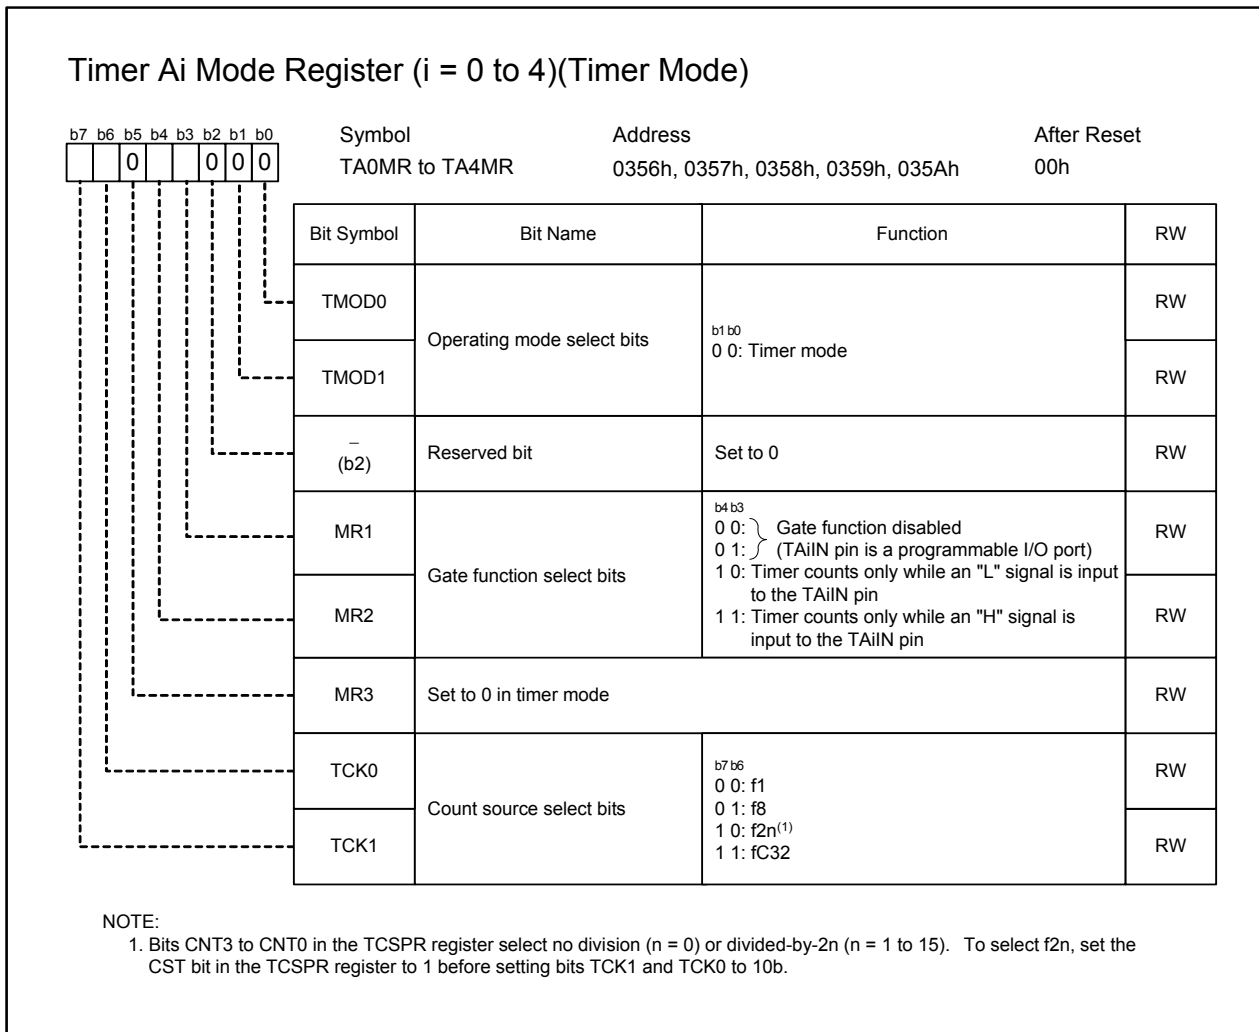 Timer Ai Mode Register (i = 0 to 4)(Timer Mode)
b7 b6 b5 b4 b3 b2 b1 b0
0 0 0 0
Symbol Address After Reset
TA0MR to TA4MR 0356h, 0357h, 0358h, 0359h, 035Ah 00h
Bit Symbol Bit Name Function RW
TMOD0 RW
Operating mode select bits
b1 b0
0 0: Timer mode
TMOD1 RW
–
(b2)
Reserved bit Set to 0 RW
MR1 RW
Gate function select bits
b4 b3
0 0: Gate function disabled
0 1: (TAiIN pin is a programmable I/O port)
1 0: Timer counts only while an "L" signal is input
to the TAiIN pin
1 1: Timer counts only while an "H" signal is
input to the TAiIN pin
MR2 RW
MR3 Set to 0 in timer mode RW
TCK0 RW
Count source select bits
b7 b6
0 0: f1
0 1: f8
1 0: f2n(1)
1 1: fC32
TCK1 RW
NOTE:
1. Bits CNT3 to CNT0 in the TCSPR register select no division (n = 0) or divided-by-2n (n = 1 to 15). To select f2n, set the
CST bit in the TCSPR register to 1 before setting bits TCK1 and TCK0 to 10b.